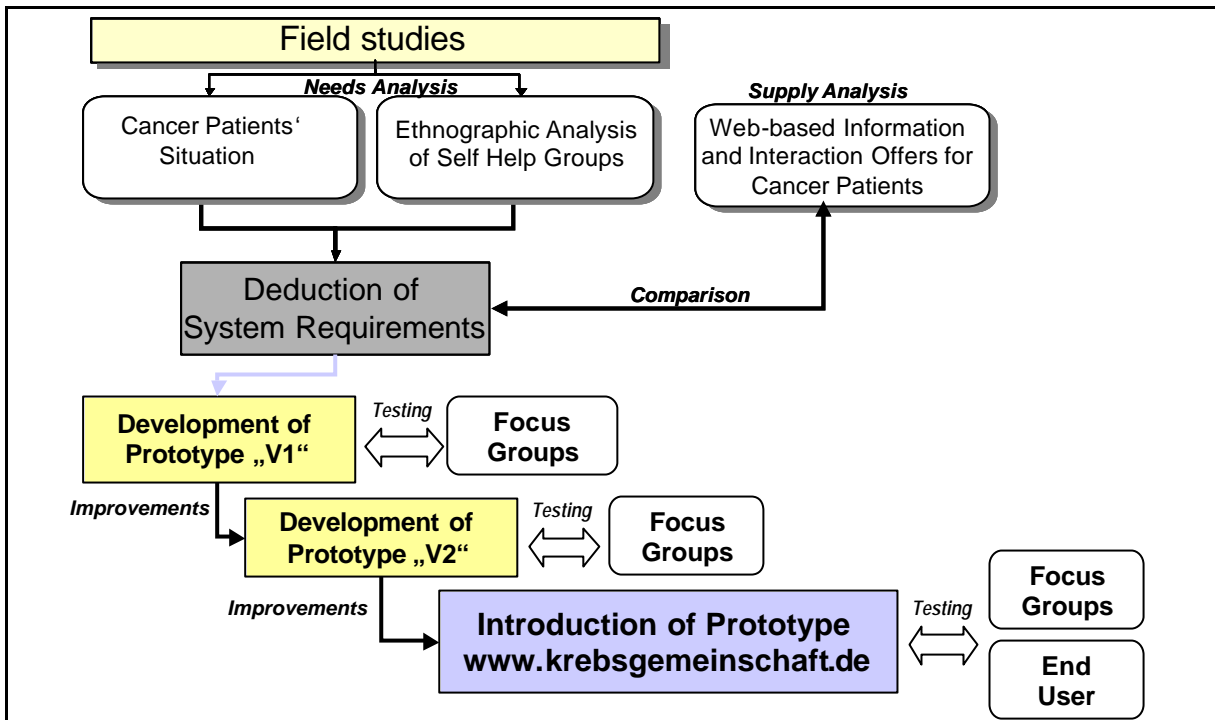 Field studies
Needs Analysis
Supply Analysis
Cancer Patients‘
Situation
Ethnographic Analysis
of Self Help Groups
Web-based Information
and Interaction Offers for
Cancer Patients
Deduction of
System Requirements
Comparison
Development of
Prototype „V1“
Testing
Focus
Groups
Improvements
Development of
Prototype „V2“
Testing
Focus
Groups
Improvements
Introduction of Prototype
www.krebsgemeinschaft.de
Testing
Focus
Groups
End
User